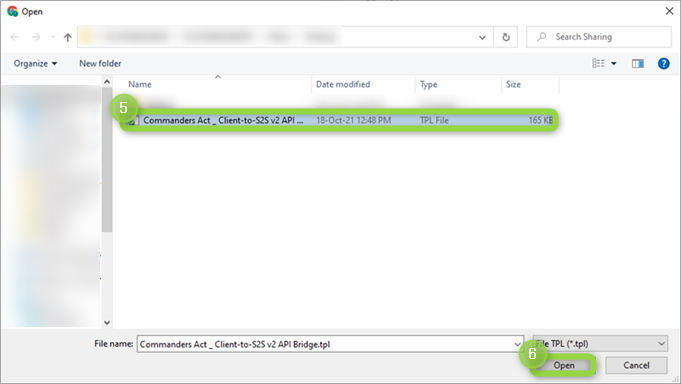 Open
Search Sharing
Organize
New folder
?
Name Date modified Type Size
5
Commanders Act _ Client-to-S2S v2 API ... 18-Oct-21 12:48 PM TPL File 165 KB
File name: Commanders Act _ Client-to-S2S v2 API Bridge.tpl File TPL (*.tpl)
6
Open Cancel